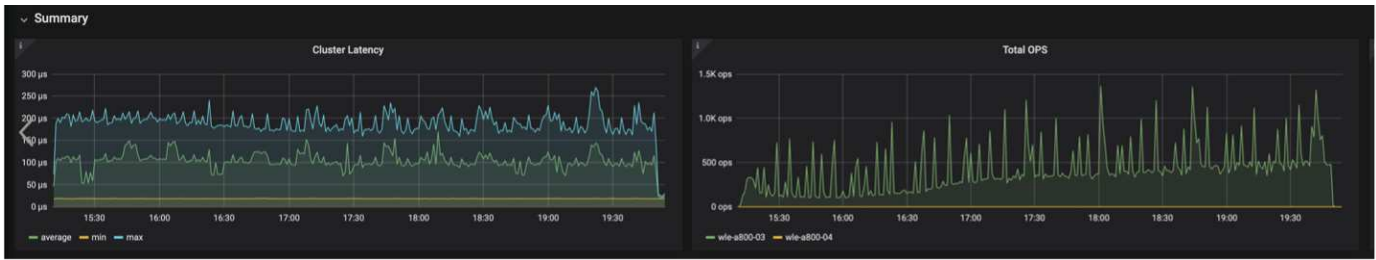 Summary
Cluster Latency
300 µs
250 µs
200 µs
150 µs
100 µs
50 µs
0 µs
15:30 16:00 16:30 17:00 17:30 18:00 18:30 19:00 19:30
average min max
Total OPS
1.5K ops
1.0K ops
500 ops
0 ops
15:30 16:00 16:30 17:00 17:30 18:00 18:30 19:00 19:30
wle-a800-03 wle-a800-04